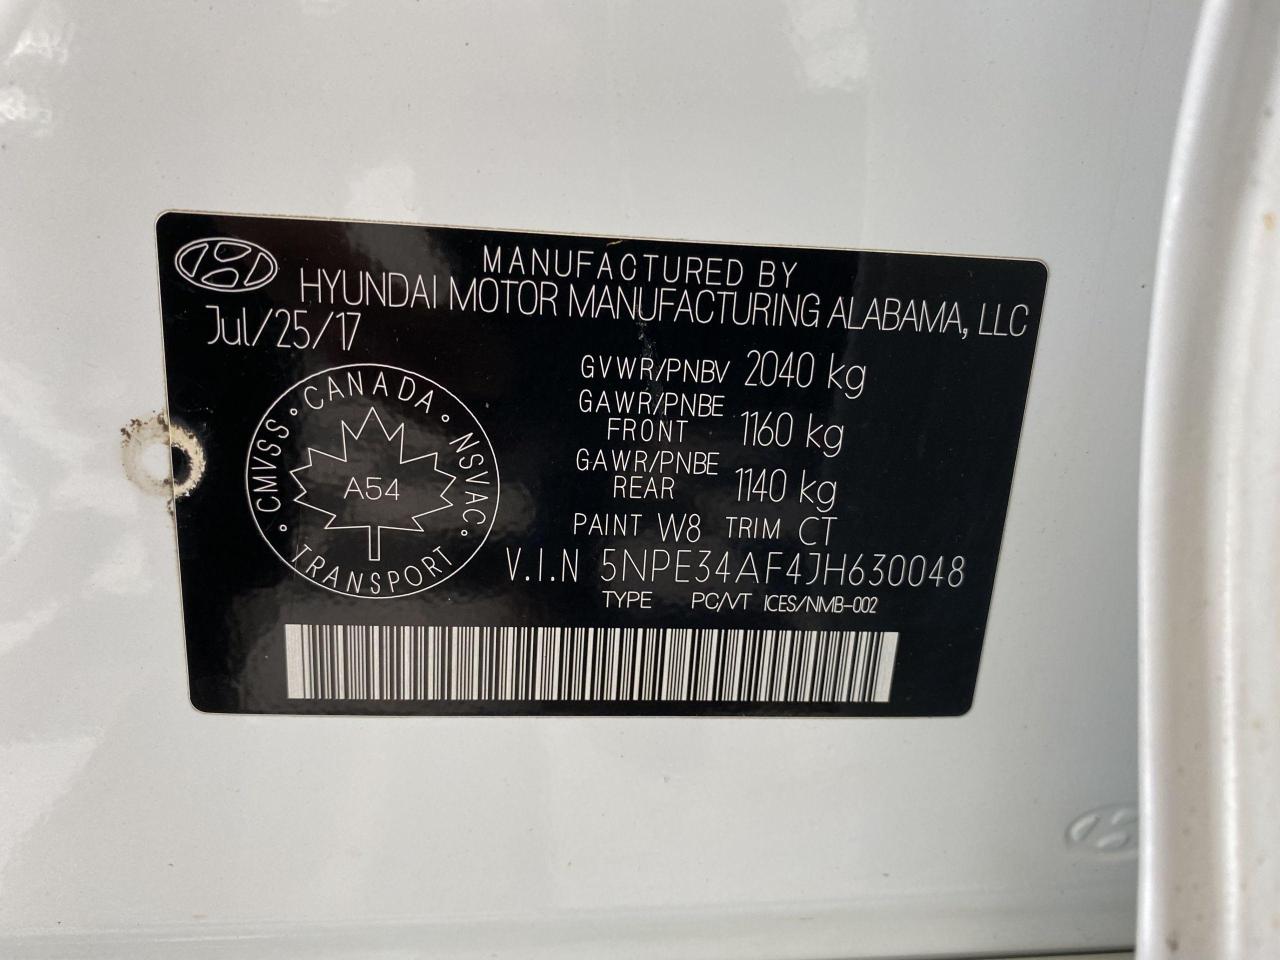 MANUFACTURED BY
HYUNDAI MOTOR MANUFACTURING ALABAMA, LLC
Jul/25/17
GVWR/PNBV 2040 kg
GAWR/PNBE FRONT 1160 kg
GAWR/PNBE REAR 1140 kg
PAINT W8 TRIM CT
V.I.N 5NPE34AF4JH630048
TYPE PC/VT ICES/NMB-002
CANADA
CMVSS
NSVAC
TRANSPORT
A54